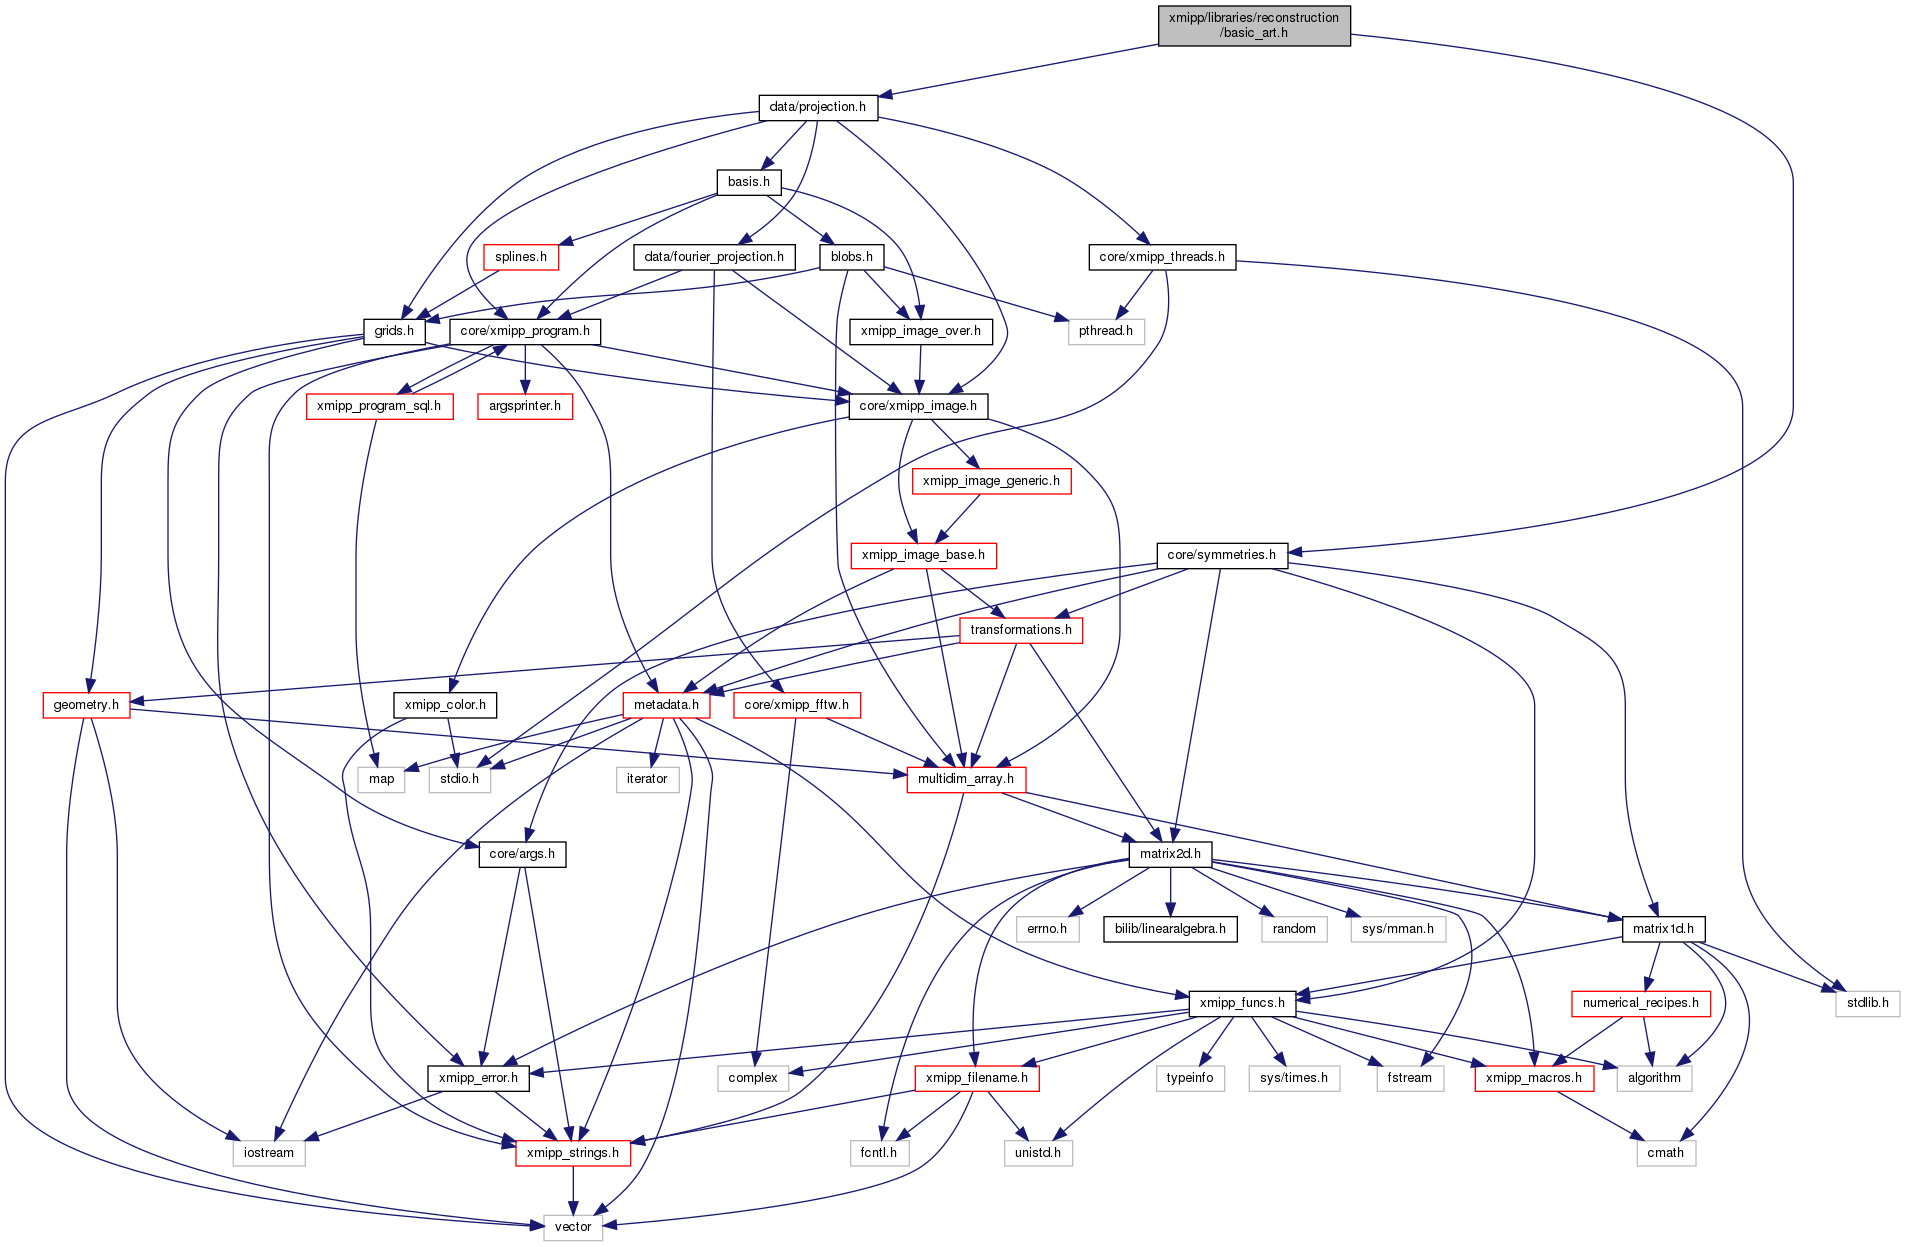 xmipp/libraries/reconstruction
/basic_art.h
data/projection.h
basis.h
splines.h
data/fourier_projection.h
blobs.h
core/xmipp_threads.h
grids.h
core/xmipp_program.h
xmipp_image_over.h
pthread.h
xmipp_program_sql.h
argsprinter.h
core/xmipp_image.h
xmipp_image_generic.h
xmipp_image_base.h
core/symmetries.h
transformations.h
geometry.h
xmipp_color.h
metadata.h
core/xmipp_fftw.h
map
stdio.h
iterator
multidim_array.h
core/args.h
matrix2d.h
errno.h
bilib/linearalgebra.h
random
sys/mman.h
matrix1d.h
xmipp_funcs.h
numerical_recipes.h
stdlib.h
xmipp_error.h
complex
xmipp_filename.h
typeinfo
sys/times.h
fstream
xmipp_macros.h
algorithm
iostream
xmipp_strings.h
fcntl.h
unistd.h
cmath
vector